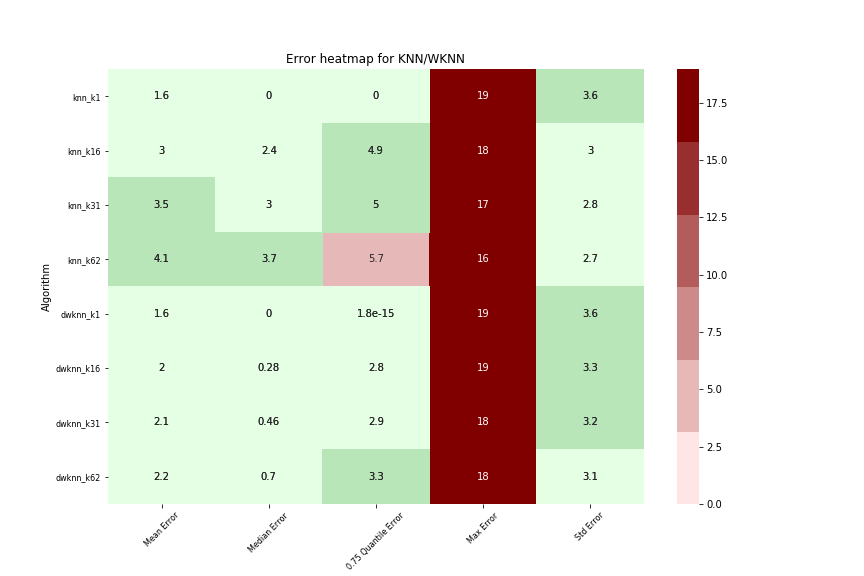 Error heatmap for KNN/WKNN
Algorithm
knn_k1 1.6 0 0 19 3.6
knn_k16 3 2.4 4.9 18 3
knn_k31 3.5 3 5 17 2.8
knn_k62 4.1 3.7 5.7 16 2.7
dwknn_k1 1.6 0 1.8e-15 19 3.6
dwknn_k16 2 0.28 2.8 19 3.3
dwknn_k31 2.1 0.46 2.9 18 3.2
dwknn_k62 2.2 0.7 3.3 18 3.1
Mean Error Median Error 0.75 Quantile Error Max Error Std Error
17.5
15.0
12.5
10.0
7.5
5.0
2.5
0.0